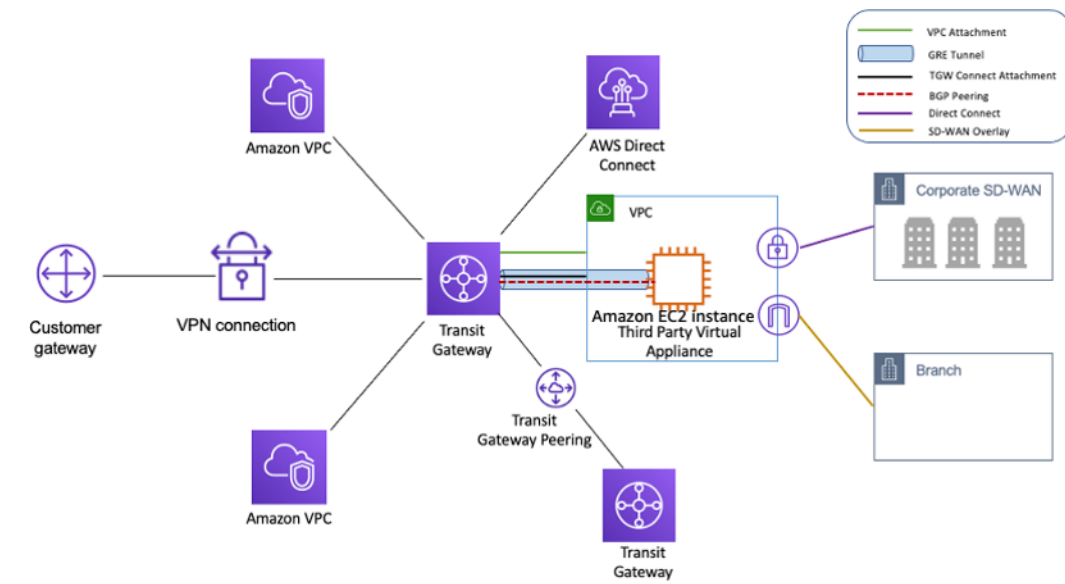 VPC Attachment
GRE Tunnel
TGW Connect Attachment
BGP Peering
Direct Connect
SD-WAN Overlay
Amazon VPC
AWS Direct
Connect
VPC
Corporate SD-WAN
Customer
gateway
VPN connection
Transit
Gateway
Amazon EC2 instance
Third Party Virtual
Appliance
Branch
Transit
Gateway Peering
Amazon VPC
Transit
Gateway